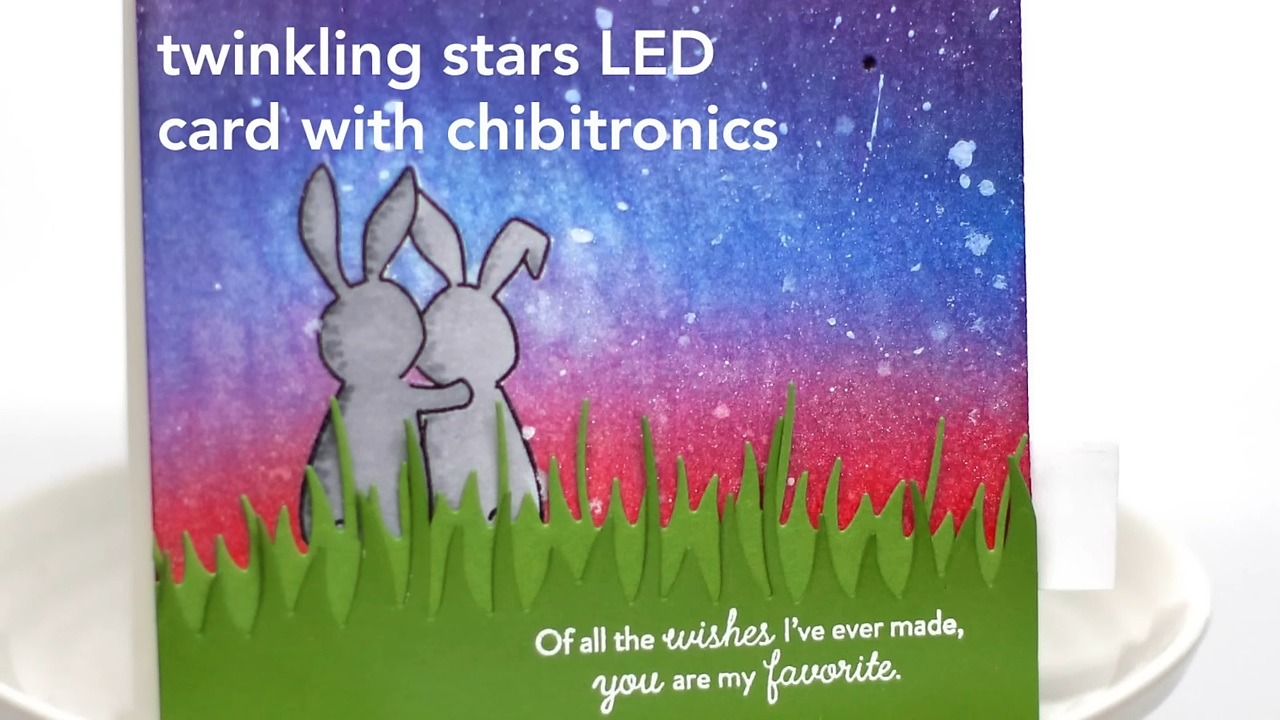 twinkling stars LED
card with chibitronics
Of all the wishes I've ever made,
you are my favorite.